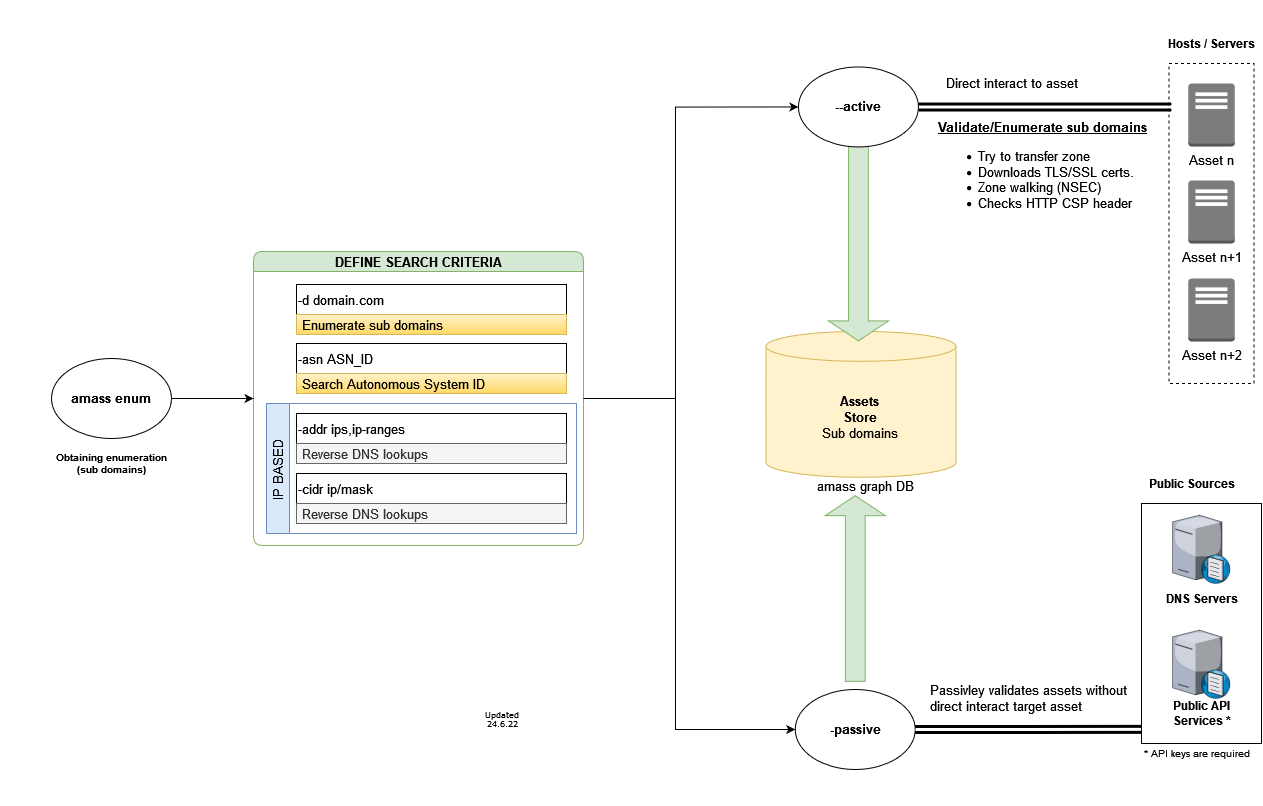 Hosts / Servers
--active
Direct interact to asset
Validate/Enumerate sub domains
• Try to transfer zone
• Downloads TLS/SSL certs.
• Zone walking (NSEC)
• Checks HTTP CSP header
Asset n
Asset n+1
Asset n+2
DEFINE SEARCH CRITERIA
-d domain.com
Enumerate sub domains
-asn ASN_ID
Search Autonomous System ID
IP BASED
-addr ips,ip-ranges
Reverse DNS lookups
-cidr ip/mask
Reverse DNS lookups
amass enum
Obtaining enumeration
(sub domains)
Assets
Store
Sub domains
amass graph DB
Public Sources
DNS Servers
Public API
Services *
* API keys are required
Passivley validates assets without
direct interact target asset
-passive
Updated
24.6.22